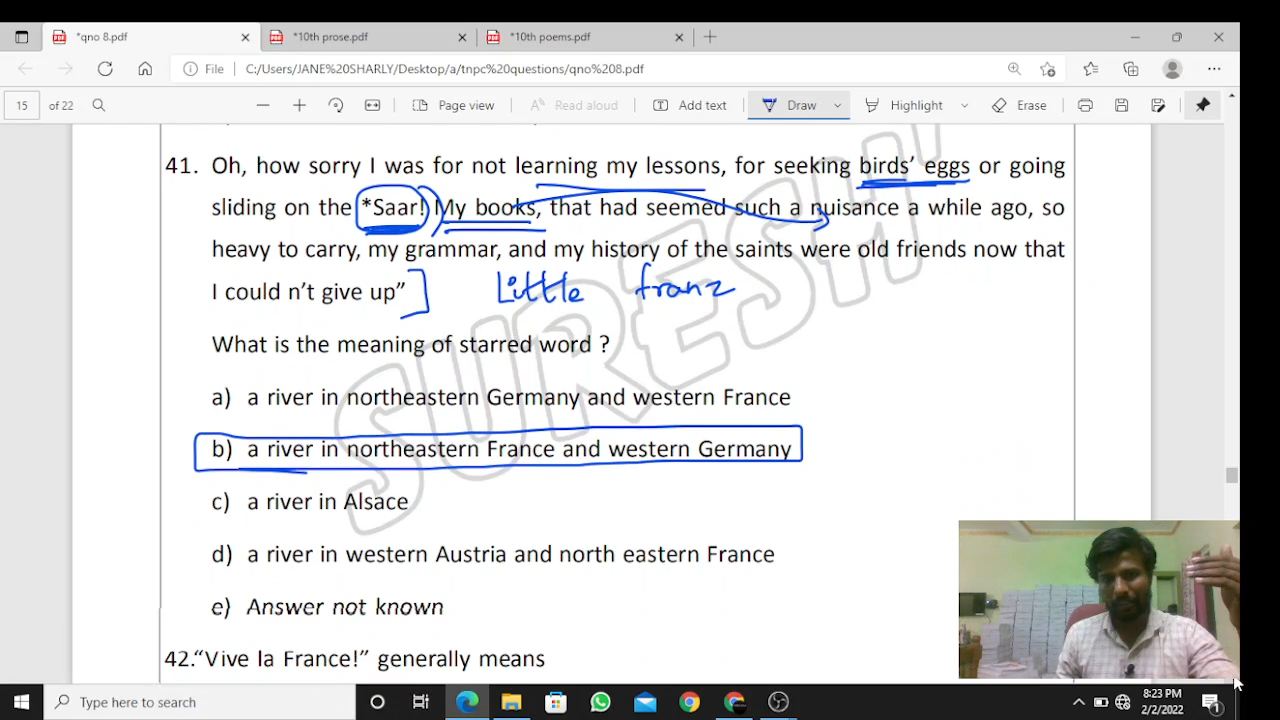 *qno 8.pdf
*10th prose.pdf
*10th poems.pdf
File C:/Users/JANE%20SHARLY/Desktop/a/tnpc%20questions/qno%208.pdf
15 of 22 Page view Read aloud Add text Draw Highlight Erase
41. Oh, how sorry I was for not learning my lessons, for seeking birds’ eggs or going
sliding on the *Saar! My books, that had seemed such a nuisance a while ago, so
heavy to carry, my grammar, and my history of the saints were old friends now that
I could n’t give up”
Little franz
What is the meaning of starred word ?
a) a river in northeastern Germany and western France
b) a river in northeastern France and western Germany
c) a river in Alsace
d) a river in western Austria and north eastern France
e) Answer not known
42.“Vive la France!” generally means
SURESH'
Type here to search
8:23 PM
2/2/2022
1